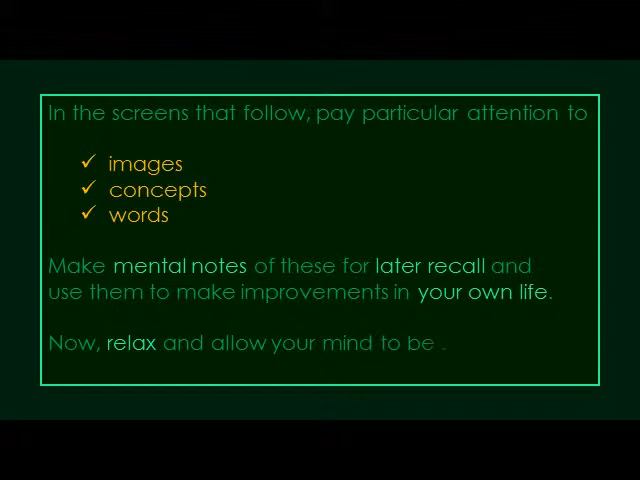 In the screens that follow, pay particular attention to
✓ images
✓ concepts
✓ words
Make mental notes of these for later recall and
use them to make improvements in your own life.
Now, relax and allow your mind to be .